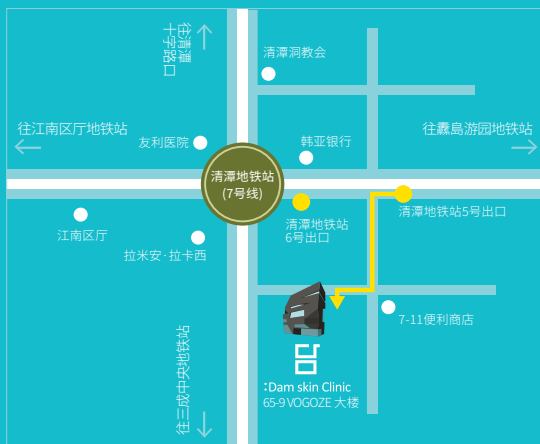 往清潭
十字路口
清潭洞教会
往江南区厅地铁站
友利医院
韩亚银行
往纛島游园地铁站
清潭地铁站
(7号线)
清潭地铁站
6号出口
清潭地铁站5号出口
江南区厅
拉米安·拉卡西
7-11便利商店
往三成中央地铁站
담
:Dam skin Clinic
65-9 VOGOZE 大楼